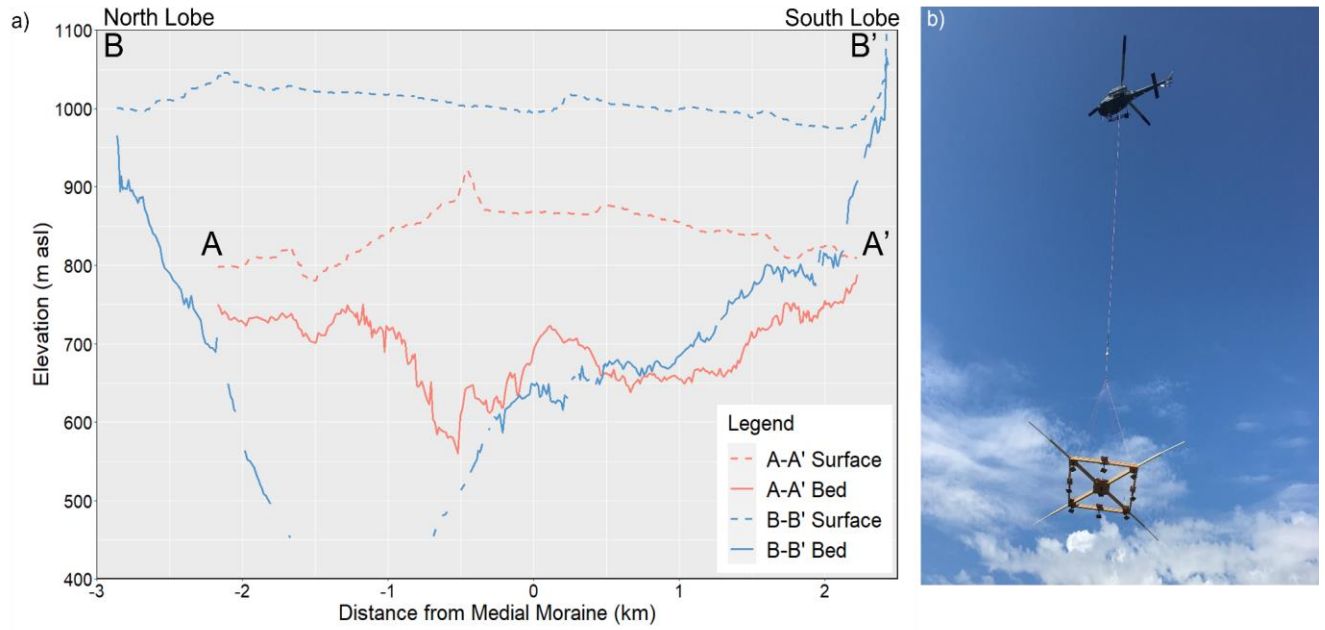 a)
North Lobe
South Lobe
b)
B
B'
A
A'
1100
1000
900
800
700
600
500
400
Elevation (m asl)
-3
-2
-1
0
1
2
Distance from Medial Moraine (km)
Legend
A-A' Surface
A-A' Bed
B-B' Surface
B-B' Bed